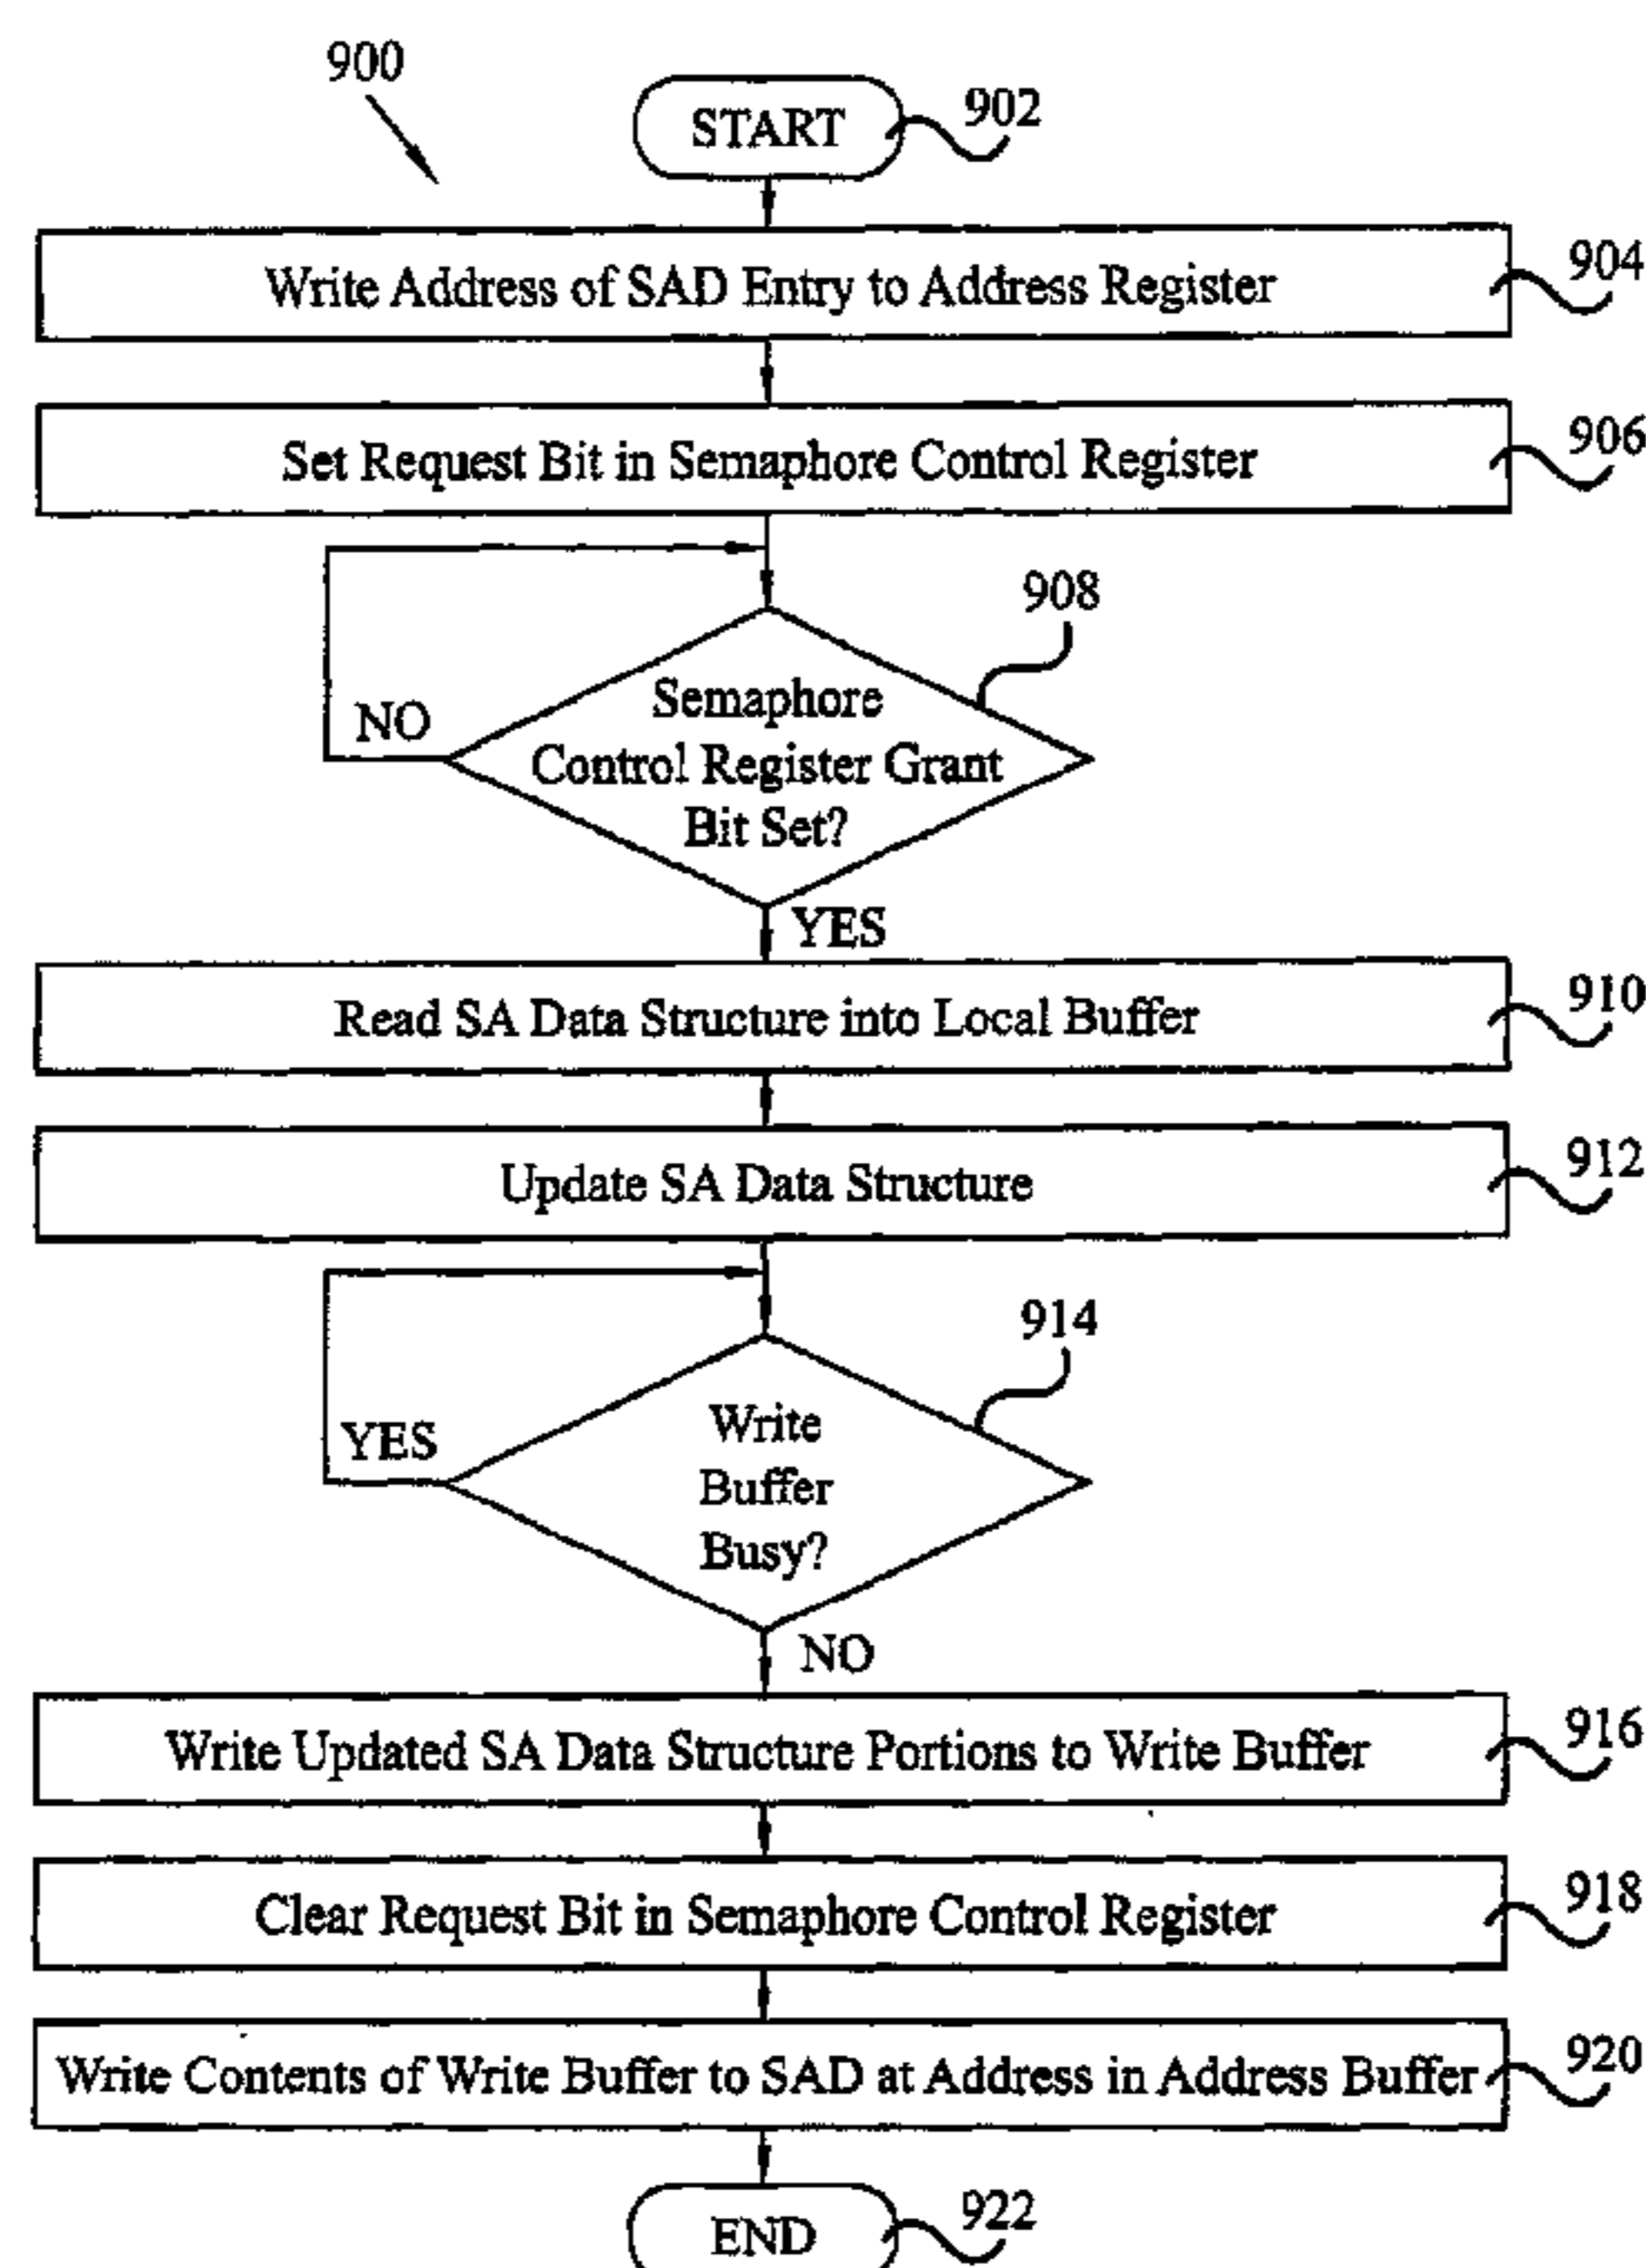 900
START
902
Write Address of SAD Entry to Address Register
904
Set Request Bit in Semaphore Control Register
906
908
Semaphore
Control Register Grant
Bit Set?
NO
YES
Read SA Data Structure into Local Buffer
910
Update SA Data Structure
912
914
Write
Buffer
Busy?
YES
NO
Write Updated SA Data Structure Portions to Write Buffer
916
Clear Request Bit in Semaphore Control Register
918
Write Contents of Write Buffer to SAD at Address in Address Buffer
920
END
922